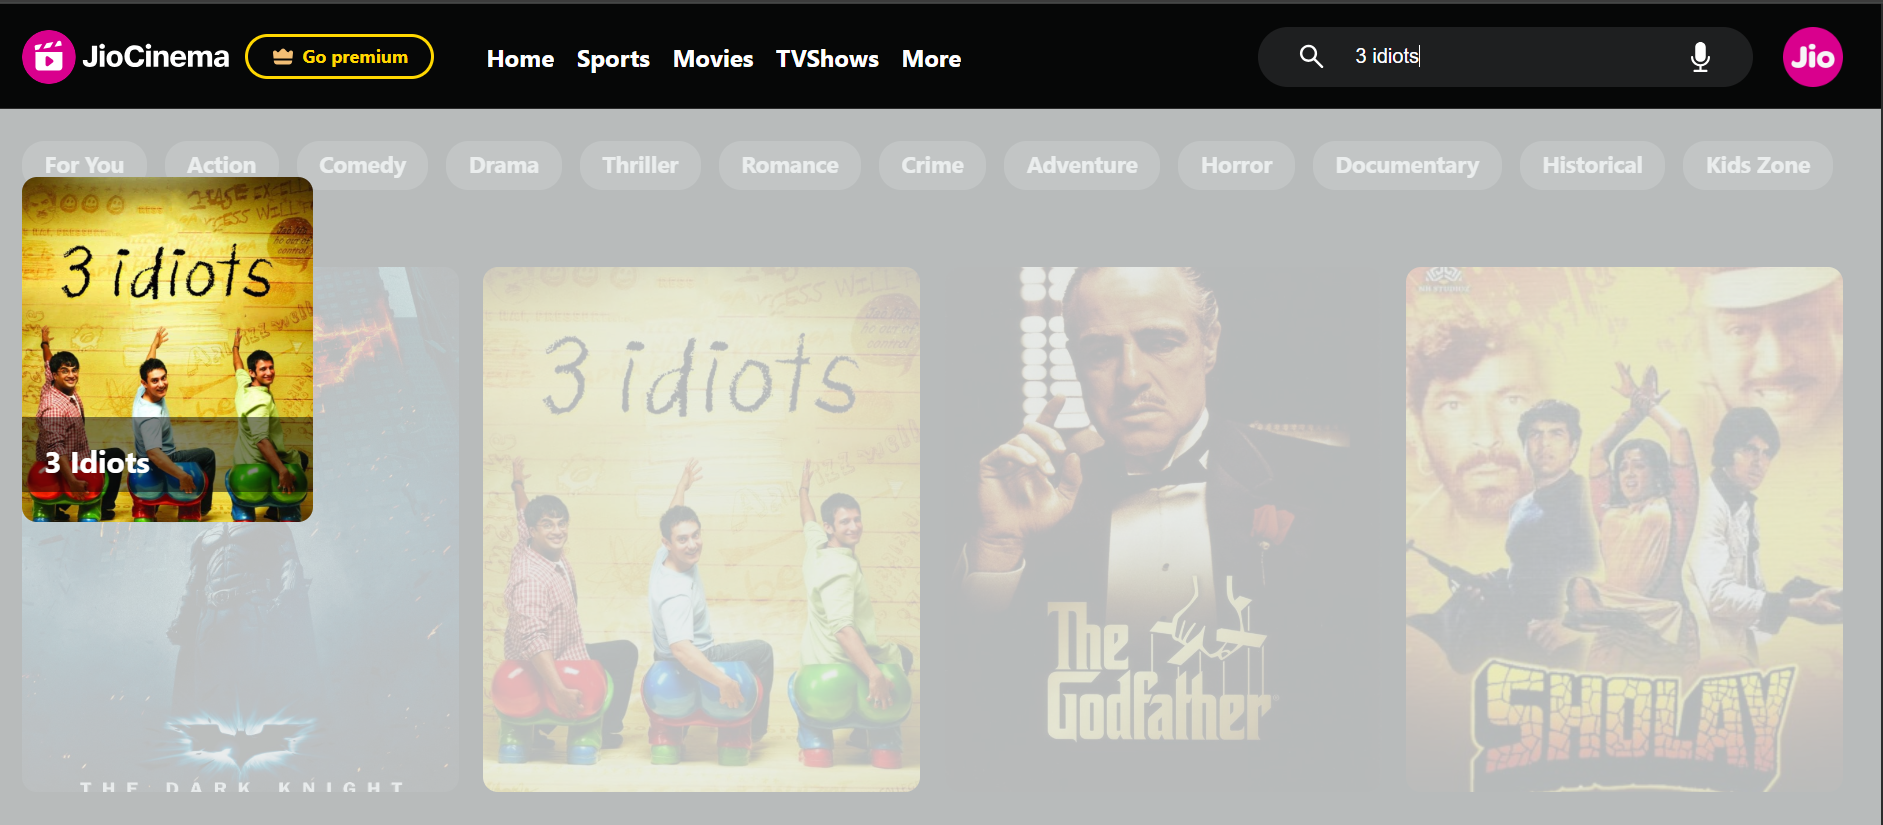 JioCinema
Go premium
Home Sports Movies TVShows More
3 idiots
Jio
For You Action Comedy Drama Thriller Romance Crime Adventure Horror Documentary Historical Kids Zone
3 idiots
3 Idiots
THE DARK KNIGHT
3 idiots
The
Godfather
SHOLAY